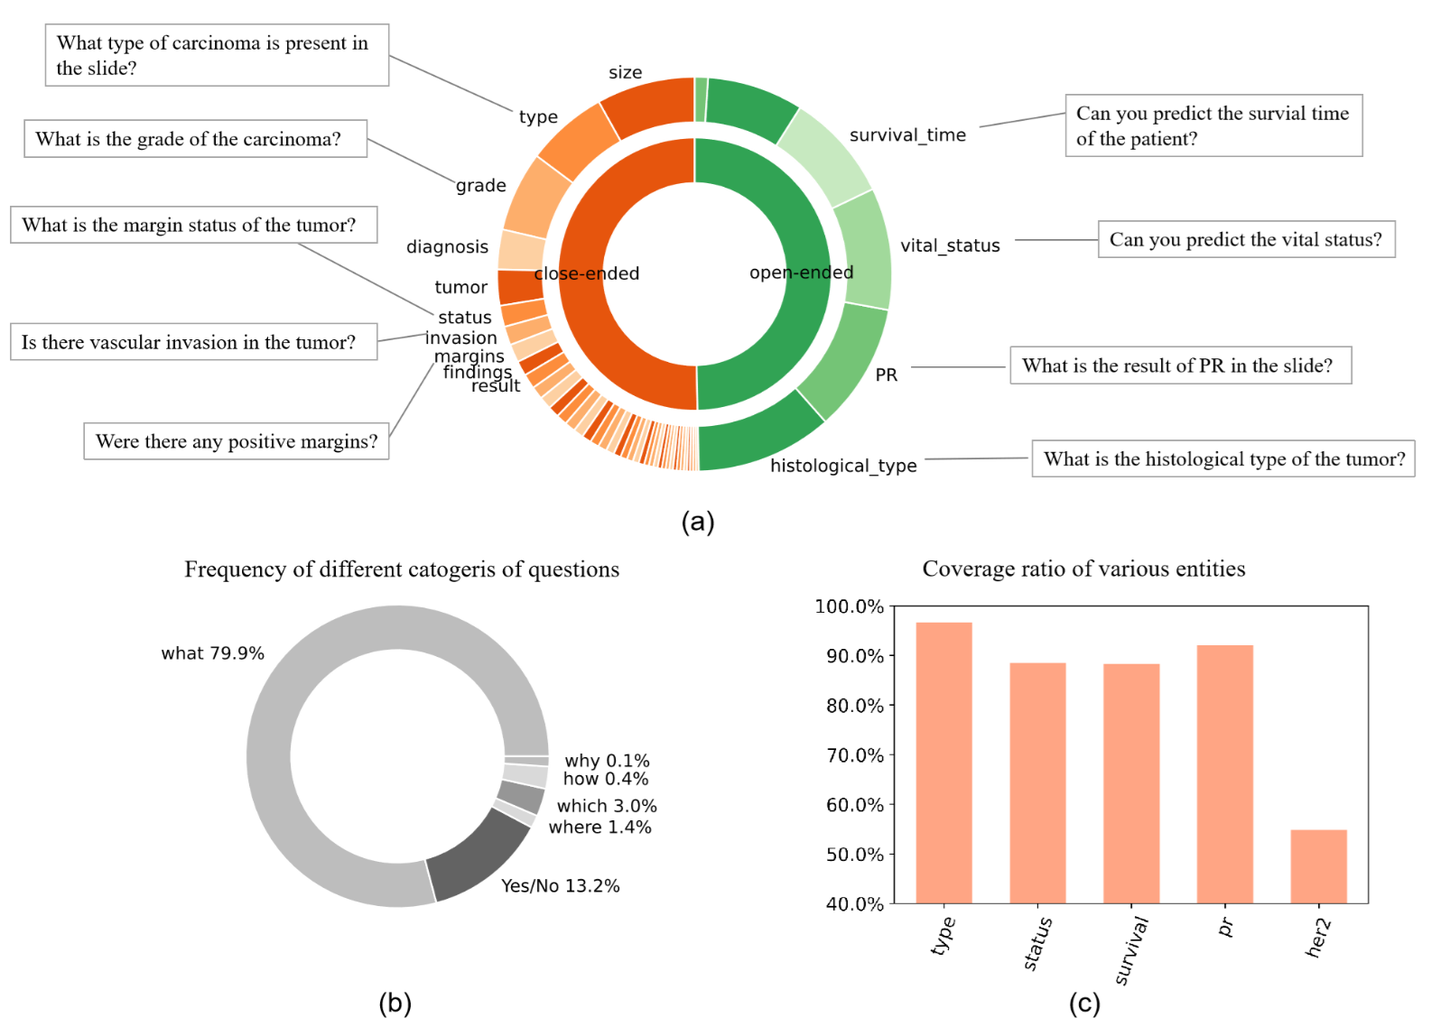 What type of carcinoma is present in
the slide?
size
type
What is the grade of the carcinoma?
grade
What is the margin status of the tumor?
diagnosis
close-ended
tumor
status
Is there vascular invasion in the tumor?
invasion
margins
findings
result
Were there any positive margins?
survival_time
Can you predict the survial time
of the patient?
open-ended
vital_status
Can you predict the vital status?
PR
What is the result of PR in the slide?
histological_type
What is the histological type of the tumor?
(a)
Frequency of different catogeris of questions
what 79.9%
why 0.1%
how 0.4%
which 3.0%
where 1.4%
Yes/No 13.2%
(b)
Coverage ratio of various entities
100.0%
90.0%
80.0%
70.0%
60.0%
50.0%
40.0%
type
status
survival
pr
her2
(c)